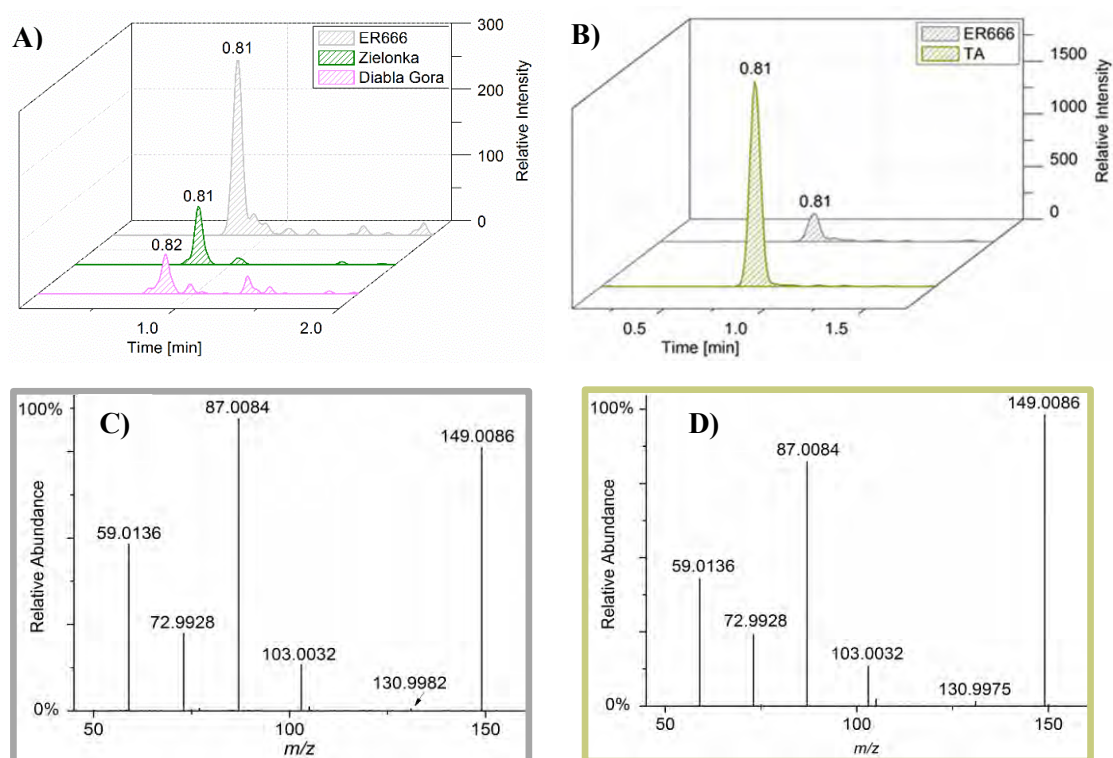 A)
ER666
Zielonka
Diabla Gora
0.81
0.81
0.82
300
200
100
0
Relative Intensity
1.0
2.0
Time [min]
B)
ER666
TA
0.81
0.81
1500
1000
500
0
Relative Intensity
0.5
1.0
1.5
Time [min]
C)
100%
0%
Relative Abundance
87.0084
149.0086
59.0136
72.9928
103.0032
130.9982
50
100
150
m/z
D)
100%
0%
Relative Abundance
149.0086
87.0084
59.0136
72.9928
103.0032
130.9975
50
100
150
m/z